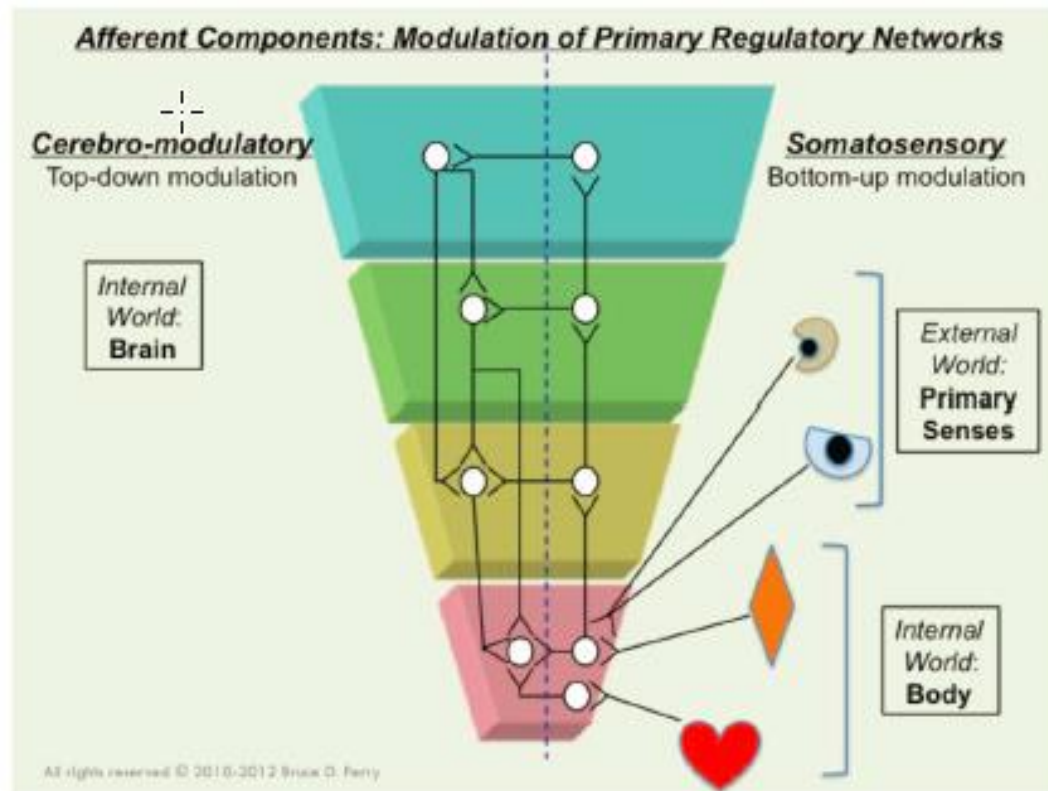 Afferent Components: Modulation of Primary Regulatory Networks
Cerebro-modulatory
Top-down modulation
Somatosensory
Bottom-up modulation
Internal
World:
Brain
External
World:
Primary
Senses
Internal
World:
Body
All rights reserved © 2010-2012 Bruce D. Perry